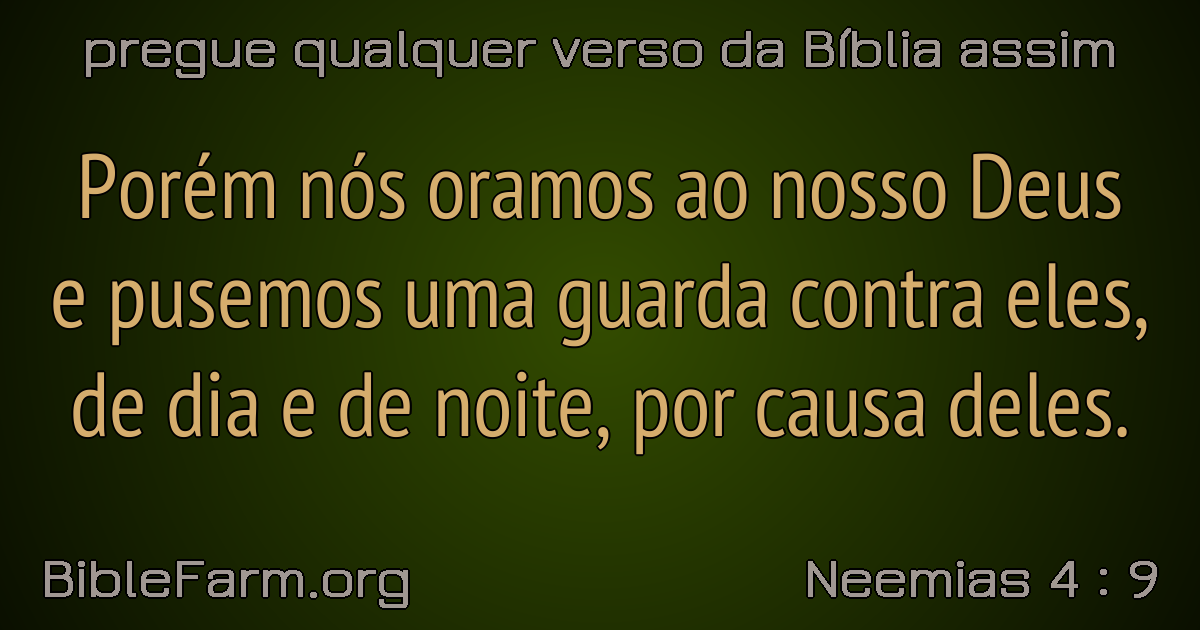 pregue qualquer verso da Bíblia assim
Porém nós oramos ao nosso Deus
e pusemos uma guarda contra eles,
de dia e de noite, por causa deles.
BibleFarm.org
Neemias 4 : 9